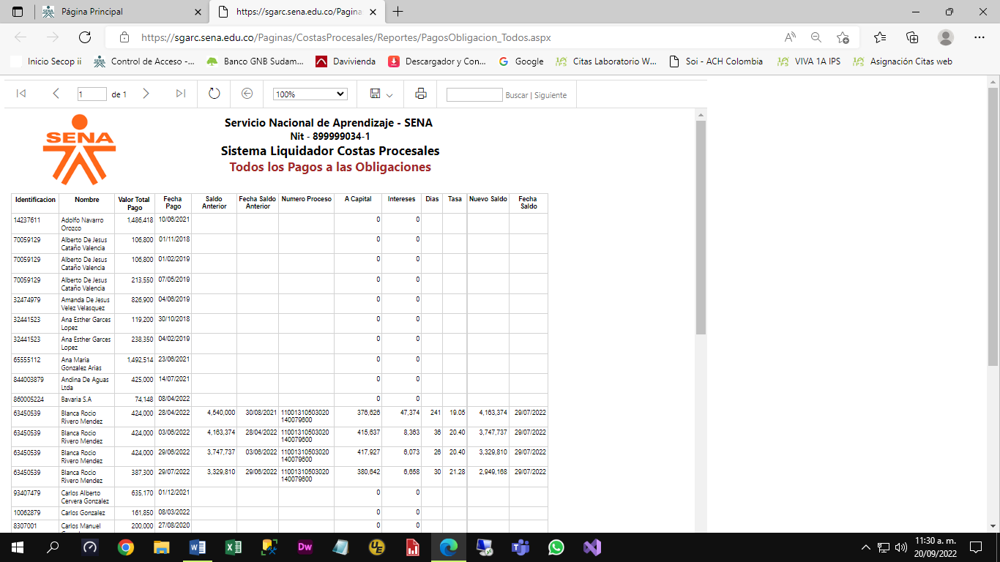 Página Principal
https://sgarc.sena.edu.co/Pagina
https://sgarc.sena.edu.co/Paginas/CostasProcesales/Reportes/PagosObligacion_Todos.aspx
Inicio Secop ii
Control de Acceso -...
Banco GNB Sudam...
Davivienda
Descargador y Con...
Google
Citas Laboratorio W...
Soi - ACH Colombia
VIVA 1A IPS
Asignación Citas web
1 de 1 100% Buscar | Siguiente
SENA
Servicio Nacional de Aprendizaje - SENA
Nit - 899999034-1
Sistema Liquidador Costas Procesales
Todos los Pagos a las Obligaciones
Identificacion Nombre Valor Total Pago Fecha Pago Saldo Anterior Fecha Saldo Anterior Numero Proceso A Capital Intereses Dias Tasa Nuevo Saldo Fecha Saldo
14237611 Adolfo Navarro Orozco 1,486,418 10/06/2021 0 0
70059129 Alberto De Jesus Cataño Valencia 106,800 01/11/2018 0 0
70059129 Alberto De Jesus Cataño Valencia 106,800 01/02/2019 0 0
70059129 Alberto De Jesus Cataño Valencia 213,550 07/05/2019 0 0
32474979 Amanda De Jesus Velez Velasquez 826,900 04/06/2019 0 0
32441523 Ana Esther Garces Lopez 119,200 30/10/2018 0 0
32441523 Ana Esther Garces Lopez 238,350 04/02/2019 0 0
65555112 Ana Maria Gonzalez Arias 1,492,514 23/06/2021 0 0
844003879 Andina De Aguas Ltda 425,000 14/07/2021 0 0
860005224 Bavaria S.A 74,148 08/04/2022 0 0
63450539 Blanca Rocio Rivero Mendez 424,000 28/04/2022 4,540,000 30/08/2021 11001310503020140079600 376,626 47,374 241 19.05 4,163,374 29/07/2022
63450539 Blanca Rocio Rivero Mendez 424,000 03/06/2022 4,163,374 28/04/2022 11001310503020140079600 415,637 8,363 36 20.40 3,747,737 29/07/2022
63450539 Blanca Rocio Rivero Mendez 424,000 29/06/2022 3,747,737 03/06/2022 11001310503020140079600 417,927 6,073 26 20.40 3,329,810 29/07/2022
63450539 Blanca Rocio Rivero Mendez 387,300 29/07/2022 3,329,810 29/06/2022 11001310503020140079600 380,642 6,658 30 21.28 2,949,168 29/07/2022
93407479 Carlos Alberto Cervera Gonzalez 635,170 01/12/2021 0 0
10062879 Carlos Gonzalez 161,850 08/03/2022 0 0
8307001 Carlos Manuel 200,000 27/08/2020 0 0
Dw
UE
11:30 a. m.
20/09/2022